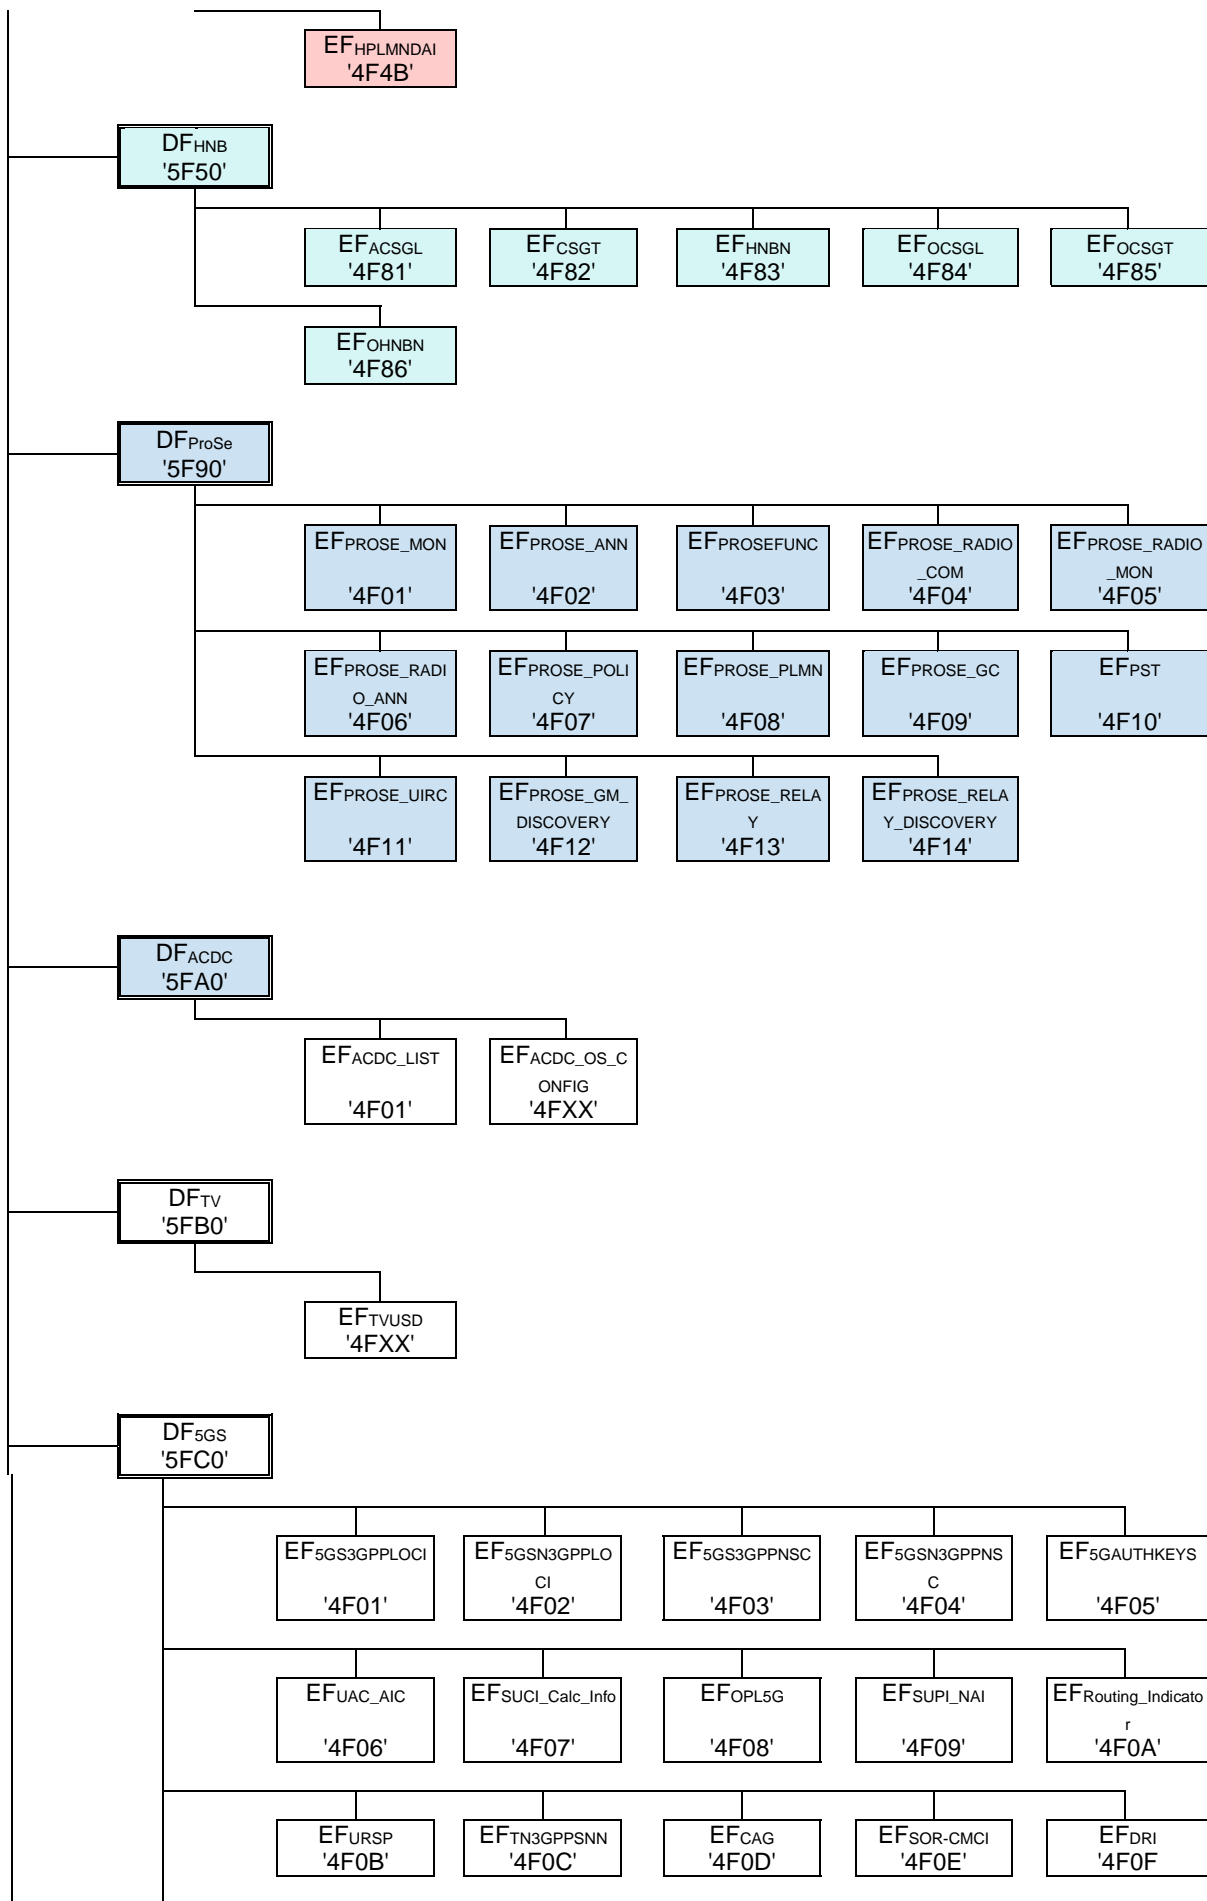 EFHPLMNDAI
'4F4B'
DFHNB
'5F50'
EFACSGL
'4F81'
EFCSGT
'4F82'
EFHNBN
'4F83'
EFOCSGL
'4F84'
EFOCSGT
'4F85'
EFOHNBN
'4F86'
DFProSe
'5F90'
EFPROSE_MON
'4F01'
EFPROSE_ANN
'4F02'
EFPROSEFUNC
'4F03'
EFPROSE_RADIO
_COM
'4F04'
EFPROSE_RADIO
_MON
'4F05'
EFPROSE_RADI
O_ANN
'4F06'
EFPROSE_POLI
CY
'4F07'
EFPROSE_PLMN
'4F08'
EFPROSE_GC
'4F09'
EFPST
'4F10'
EFPROSE_UIRC
'4F11'
EFPROSE_GM_
DISCOVERY
'4F12'
EFPROSE_RELA
Y
'4F13'
EFPROSE_RELA
Y_DISCOVERY
'4F14'
DFACDC
'5FA0'
EFACDC_LIST
'4F01'
EFACDC_OS_C
ONFIG
'4FXX'
DFTV
'5FB0'
EFTVUSD
'4FXX'
DF5GS
'5FC0'
EF5GS3GPPLOCI
'4F01'
EF5GSN3GPPLO
CI
'4F02'
EF5GS3GPPNSC
'4F03'
EF5GSN3GPPNS
C
'4F04'
EF5GAUTHKEYS
'4F05'
EFUAC_AIC
'4F06'
EFSUCI_Calc_Info
'4F07'
EFOPL5G
'4F08'
EFSUPI_NAI
'4F09'
EFRouting_Indicato
r
'4F0A'
EFURSP
'4F0B'
EFTN3GPPSNN
'4F0C'
EFCAG
'4F0D'
EFSOR-CMCI
'4F0E'
EFDRI
'4F0F